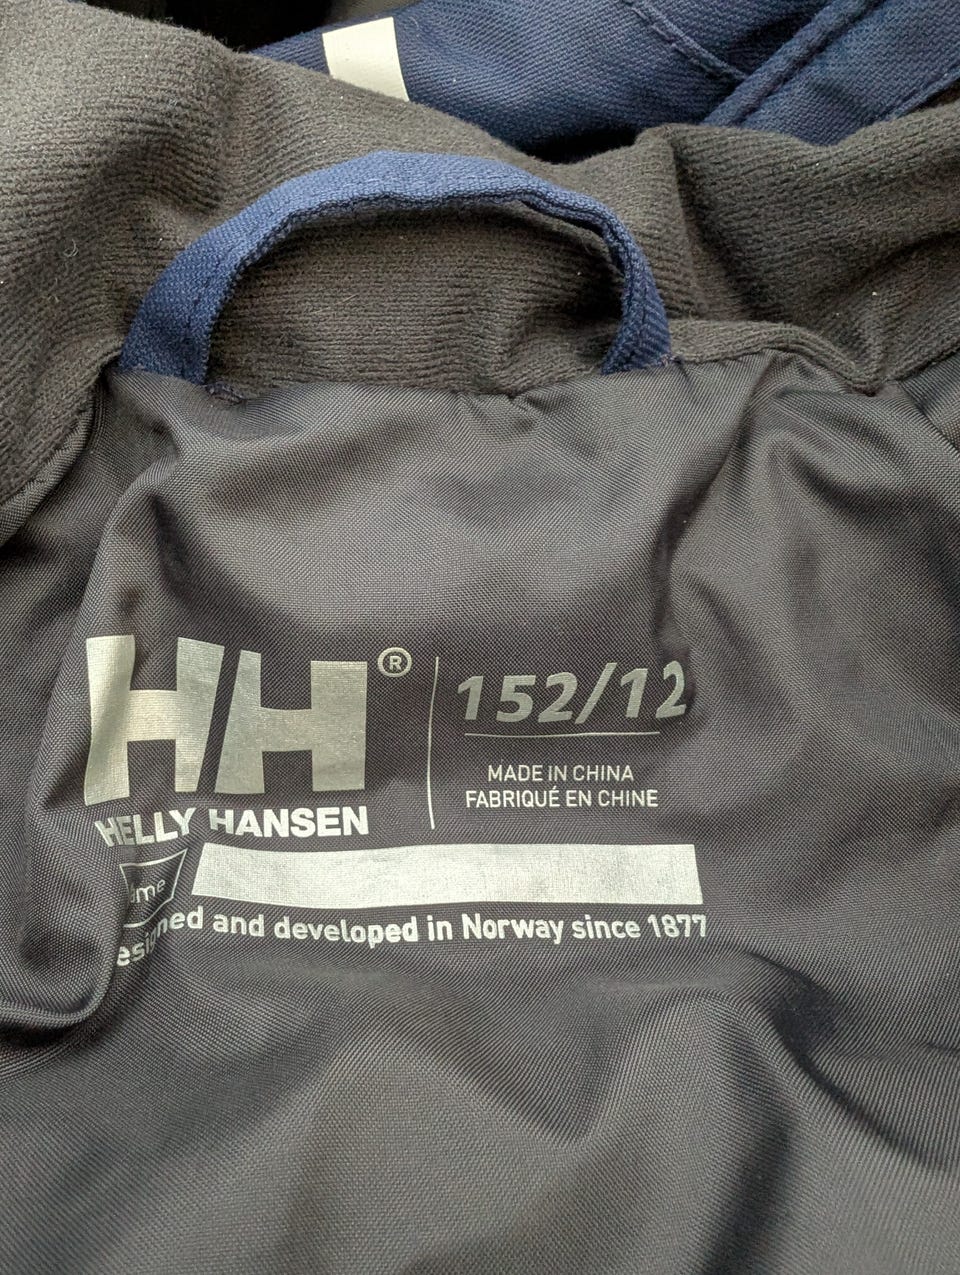 HH®
HELLY HANSEN
152/12
MADE IN CHINA
FABRIQUÉ EN CHINE
and developed in Norway since 1877